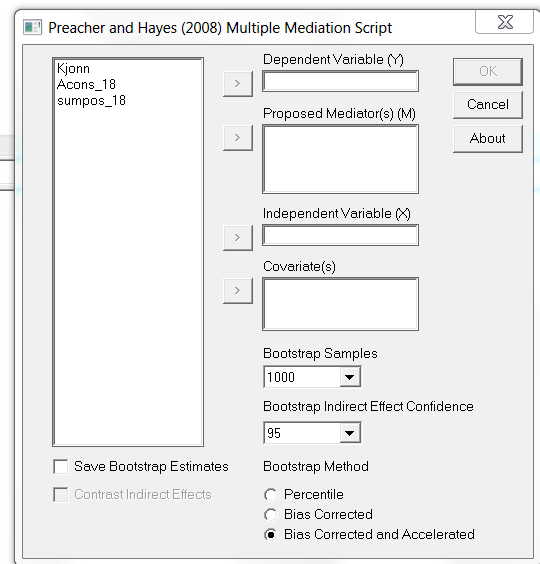 Preacher and Hayes (2008) Multiple Mediation Script
Kjonn
Acons_18
sumpos_18
Dependent Variable (Y)
>
Proposed Mediator(s) (M)
>
Independent Variable (X)
>
Covariate(s)
>
Bootstrap Samples
1000
Bootstrap Indirect Effect Confidence
95
Save Bootstrap Estimates
Contrast Indirect Effects
Bootstrap Method
Percentile
Bias Corrected
Bias Corrected and Accelerated
OK
Cancel
About